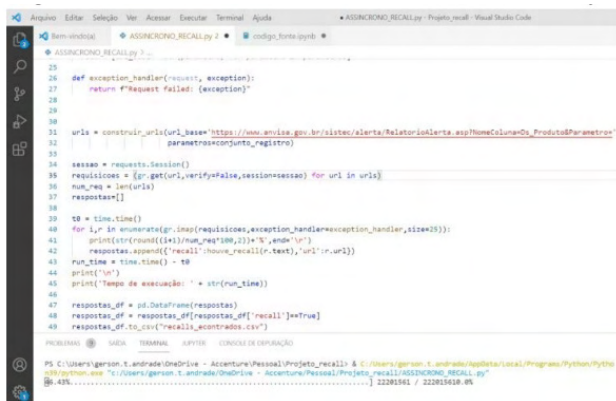 Arquivo Editar Seleção Ver Acessar Executar Terminal Ajuda ● ASSINCRONO_RECALL.py - Projeto_recall - Visual Studio Code
Bem-vindo(a) ASSINCRONO_RECALL.py 2 ● codigo_fonte.ipynb ●
ASSINCRONO_RECALL.py > ...
25
26 def exception_handler(request, exception):
27 return f"Request failed: {exception}"
28
29
30
31 urls = construir_urls(url_base='https://www.anvisa.gov.br/sistec/alerta/RelatorioAlerta.asp?NomeColuna=Ds_Produto&Parametro='
32 parametros=conjunto_registro)
33
34 sessao = requests.Session()
35 requisicoes = (gr.get(url,verify=False,session=sessao) for url in urls)
36 num_req = len(urls)
37 respostas=[]
38
39 t0 = time.time()
40 for i,r in enumerate(gr.imap(requisicoes,exception_handler=exception_handler,size=25)):
41 print(str(round((i+1)/num_req*100,2))+'%',end='\r')
42 respostas.append({'recall':houve_recall(r.text),'url':r.url})
43 run_time = time.time() - t0
44 print('\n')
45 print('Tempo de execuação: ' + str(run_time))
46
47 respostas_df = pd.DataFrame(respostas)
48 respostas_df = respostas_df[respostas_df['recall']==True]
49 respostas_df.to_csv("recalls_econtrados.csv")
PROBLEMAS SAÍDA TERMINAL JUPYTER CONSOLE DE DEPURAÇÃO
PS C:\Users\gerson.t.andrade\OneDrive - Accenture\Pessoal\Projeto_recall> & C:/Users/gerson.t.andrade/AppData/Local/Programs/Python/Pytho
n39/python.exe "c:/Users/gerson.t.andrade/OneDrive - Accenture/Pessoal/Projeto_recall/ASSINCRONO_RECALL.py"
.43%..................................................] 22201561 / 222015610.0%